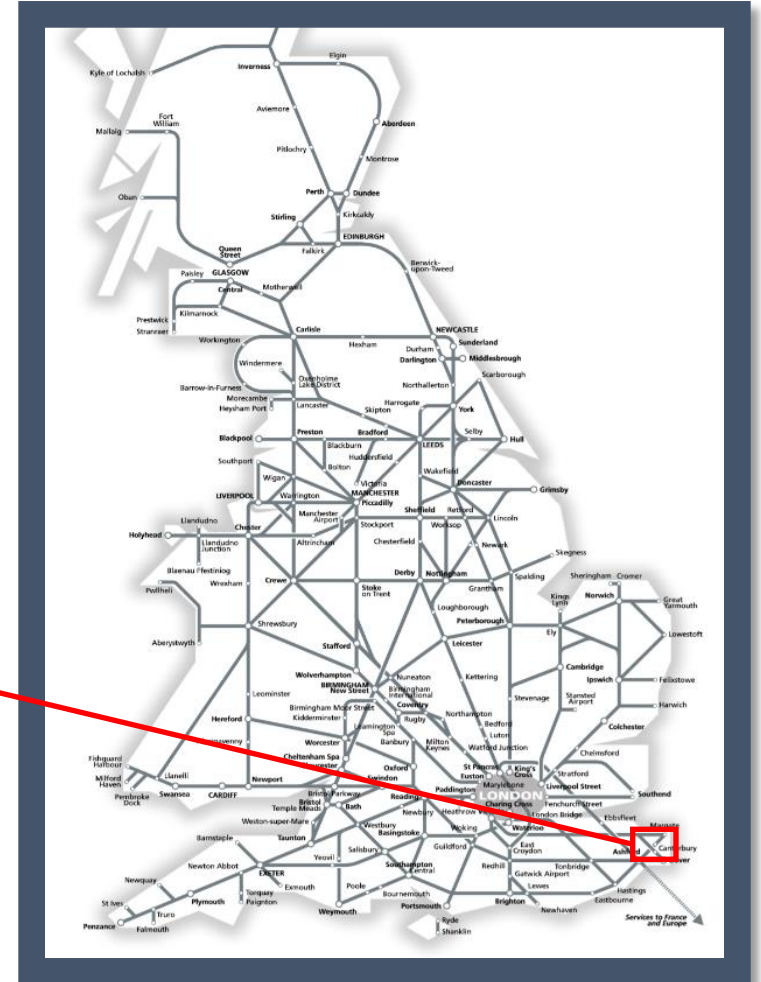 Elgin
Inverness
Kyle of Lochalsh
Aviemore
Fort
William
Aberdeen
Mallaig
Pitlochry
Montrose
Perth
Dundee
Oban
Stirling
Kirkcaldy
EDINBURGH
Queen
Street
Falkirk
Berwick-
upon-Tweed
Paisley
GLASGOW
Central
Motherwell
Prestwick
Kilmarnock
Stranraer
Carlisle
NEWCASTLE
Workington
Hexham
Durham
Sunderland
Darlington
Middlesbrough
Windermere
Scarborough
Oxenholme
Lake District
Northallerton
Barrow-in-Furness
Morecambe
Lancaster
Harrogate
Heysham Port
Skipton
York
Blackpool
Preston
Bradford
LEEDS
Selby
Hull
Blackburn
Huddersfield
Southport
Bolton
Wakefield
Wigan
Victoria
Doncaster
MANCHESTER
Piccadilly
LIVERPOOL
Warrington
Grimsby
Sheffield
Retford
Manchester
Airport
Lincoln
Llandudno
Stockport
Worksop
Holyhead
Chester
Llandudno
Junction
Altrincham
Chesterfield
Newark
Skegness
Blaenau Ffestiniog
Derby
Nottingham
Spalding
Sheringham
Cromer
Wrexham
Crewe
Stoke
on Trent
Grantham
Pwllheli
Kings
Lynn
Norwich
Great
Yarmouth
Loughborough
Peterborough
Shrewsbury
Ely
Lowestoft
Aberystwyth
Stafford
Leicester
Cambridge
Wolverhampton
Nuneaton
Kettering
Ipswich
Felixstowe
BIRMINGHAM
New Street
Birmingham
International
Leominster
Stansted
Airport
Stevenage
Harwich
Birmingham Moor Street
Coventry
Kidderminster
Rugby
Northampton
Hereford
Leamington
Spa
Bedford
Colchester
Worcester
Banbury
Milton
Keynes
Luton
Watford Junction
Chelmsford
Fishguard
Harbour
Cheltenham Spa
Oxford
St Pancras
King's
Cross
Euston
Stratford
Llanelli
Newport
Swindon
Marylebone
Liverpool Street
Milford
Haven
Paddington
LONDON
Southend
Pembroke
Dock
Swansea
CARDIFF
Bristol Parkway
Reading
Charing Cross
Fenchurch Street
Bristol
Temple Meads
Bath
Newbury
London Bridge
Ebbsfleet
Weston-super-Mare
Waterloo
Margate
Barnstaple
Westbury
Basingstoke
Woking
East
Croydon
Canterbury
Taunton
Salisbury
Guildford
Ashford
Yeovil
Redhill
Tonbridge
Newton Abbot
EXETER
Southampton
Central
Gatwick Airport
Newquay
Exmouth
Poole
Lewes
Hastings
Torquay
Bournemouth
Eastbourne
St Ives
Plymouth
Paignton
Brighton
Truro
Weymouth
Portsmouth
Newhaven
Ryde
Services to France
and Europe
Penzance
Falmouth
Shanklin